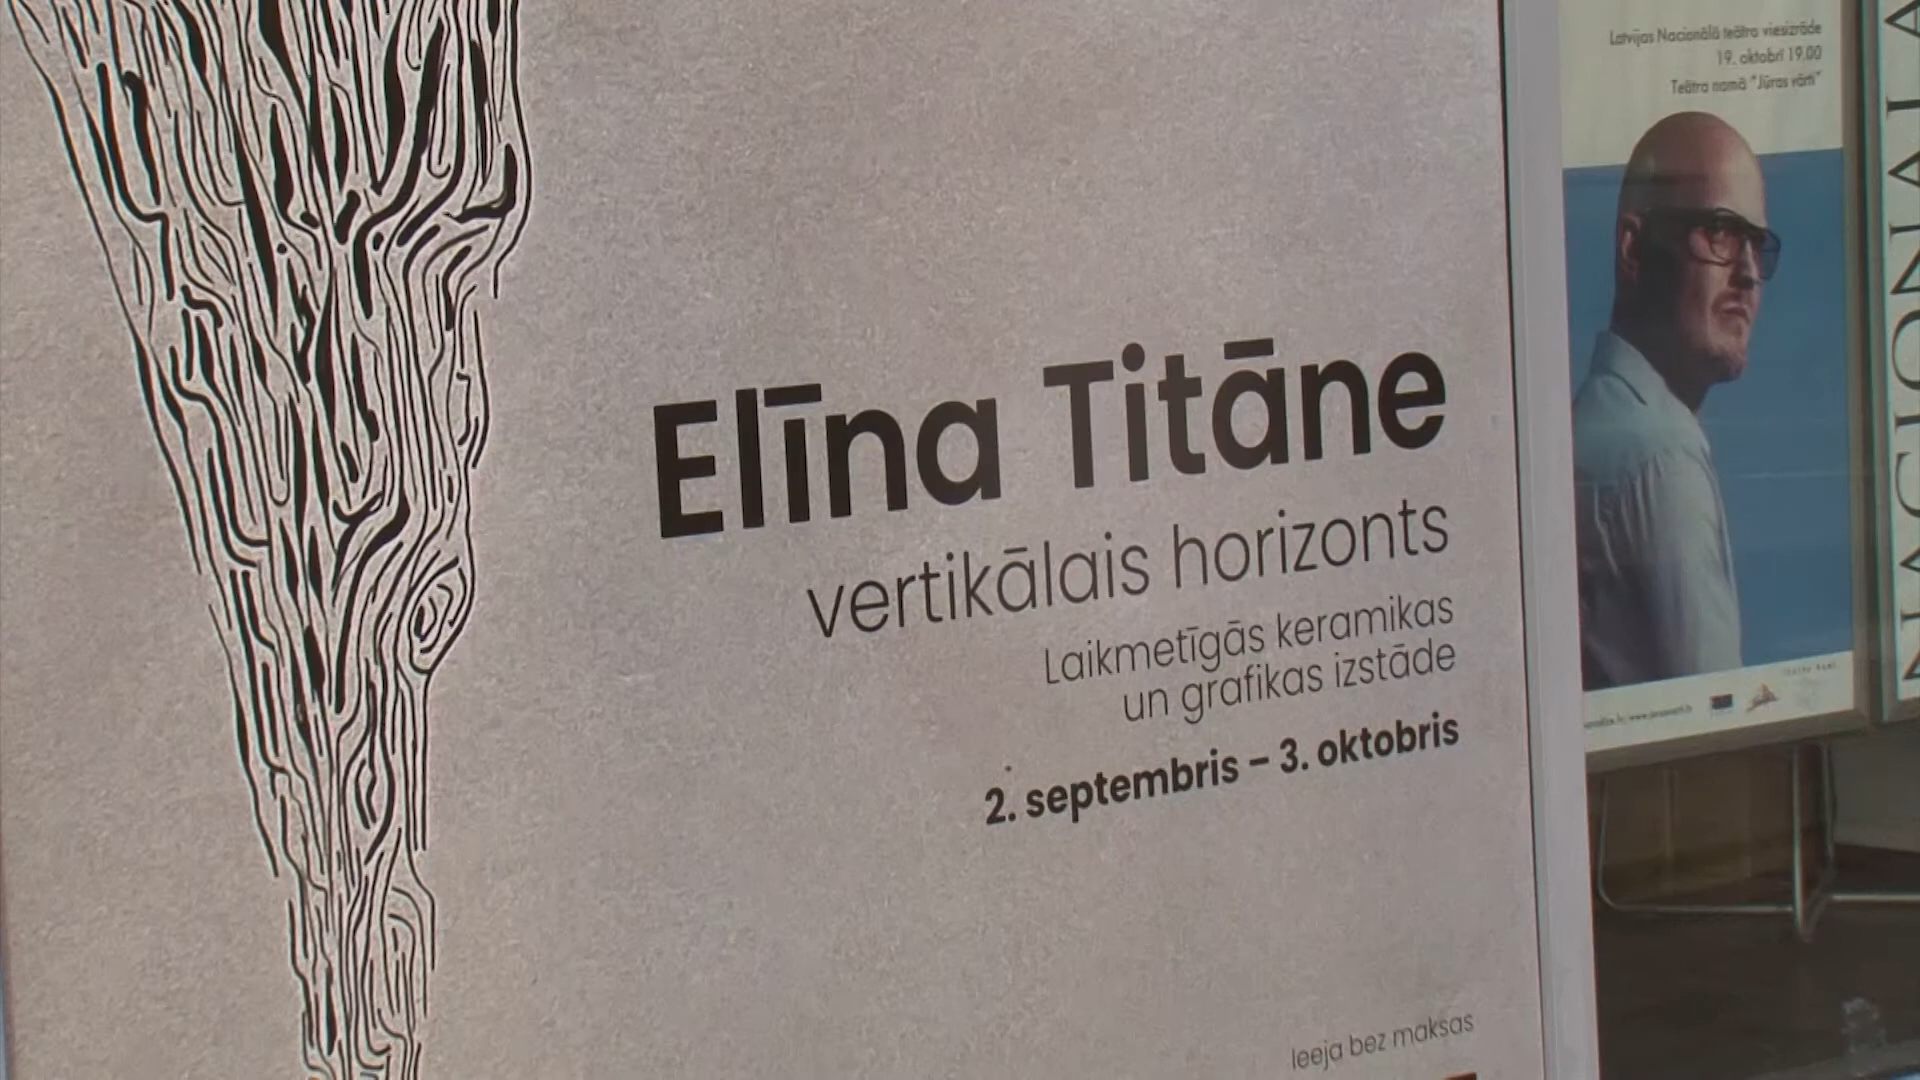 Elīna Titāne
vertikālais horizonts
Laikmetīgās keramikas
un grafikas izstāde
2. septembris – 3. oktobris
Ieeja bez maksas
Latvijas Nacionālā teātra viesizrāde
19. oktobrī 19.00
Teātra namā "Jūras vārti"
NACIONĀLA